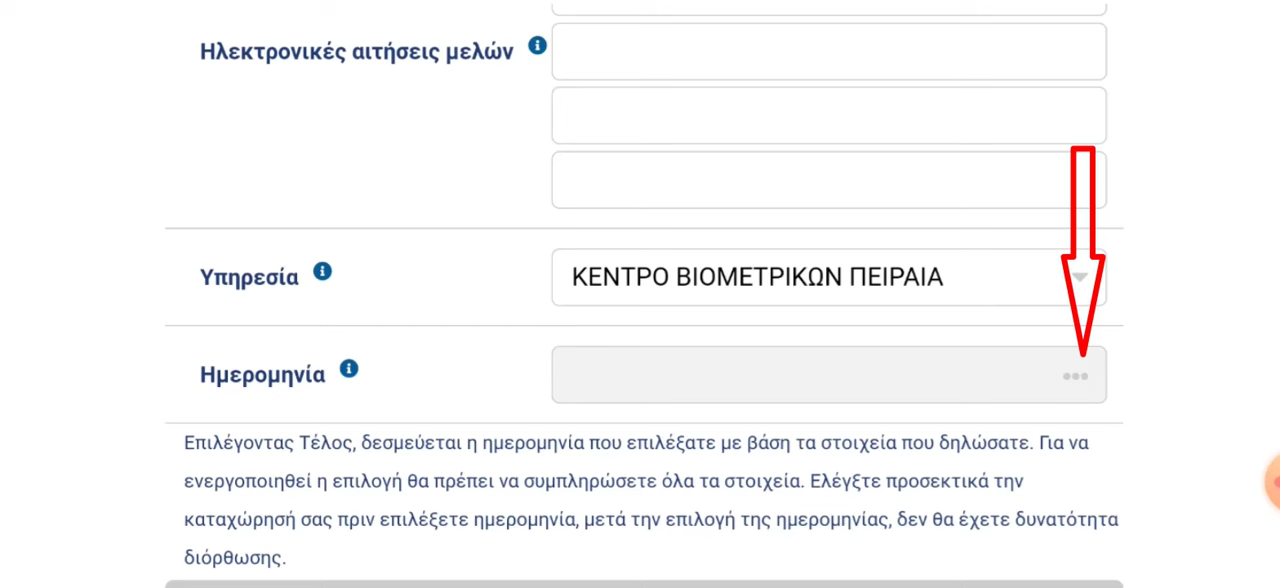 Ηλεκτρονικές αιτήσεις μελών
Υπηρεσία
ΚΕΝΤΡΟ ΒΙΟΜΕΤΡΙΚΩΝ ΠΕΙΡΑΙΑ
Ημερομηνία
Επιλέγοντας Τέλος, δεσμεύεται η ημερομηνία που επιλέξατε με βάση τα στοιχεία που δηλώσατε. Για να
ενεργοποιηθεί η επιλογή θα πρέπει να συμπληρώσετε όλα τα στοιχεία. Ελέγξτε προσεκτικά την
καταχώρησή σας πριν επιλέξετε ημερομηνία, μετά την επιλογή της ημερομηνίας, δεν θα έχετε δυνατότητα
διόρθωσης.